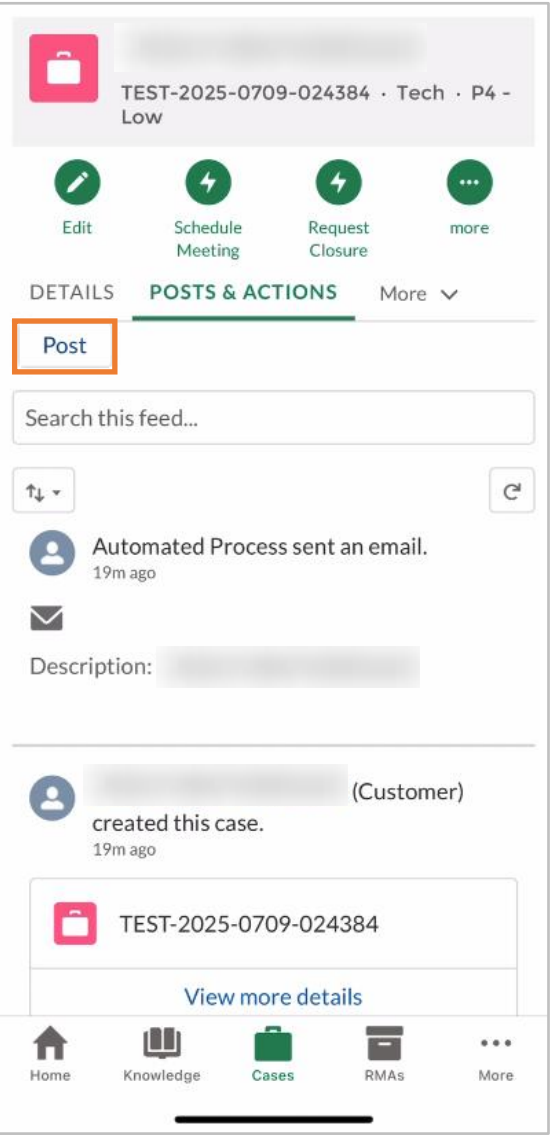 TEST-2025-0709-024384 · Tech · P4 -
Low
Edit
Schedule
Meeting
Request
Closure
more
DETAILS
POSTS & ACTIONS
More
Post
Search this feed...
Automated Process sent an email.
19m ago
Description:
(Customer)
created this case.
19m ago
TEST-2025-0709-024384
View more details
Home
Knowledge
Cases
RMAs
More